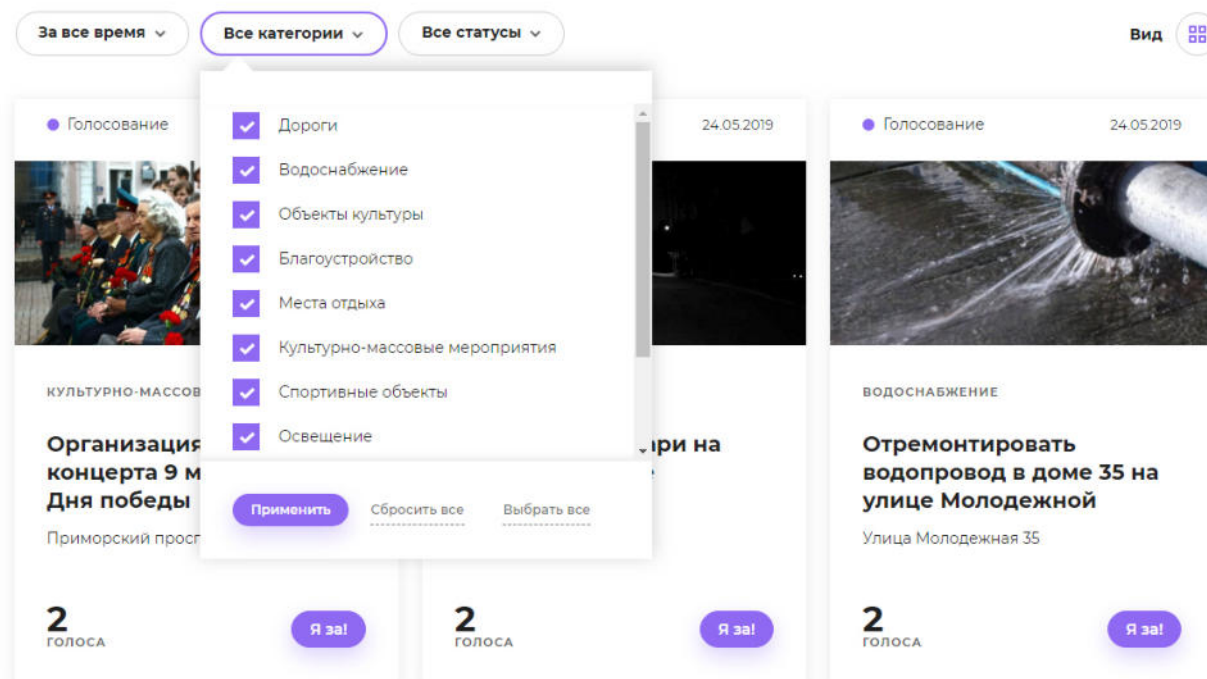 За все время
Все категории
Все статусы
Вид
Дороги
Водоснабжение
Объекты культуры
Благоустройство
Места отдыха
Культурно-массовые мероприятия
Спортивные объекты
Освещение
Применить
Сбросить все
Выбрать все
Голосование
КУЛЬТУРНО-МАССОВ
Организация
концерта 9 м
Дня победы
Приморский просп
2
ГОЛОСА
Я за!
24.05.2019
ари на
2
ГОЛОСА
Я за!
Голосование
24.05.2019
ВОДОСНАБЖЕНИЕ
Отремонтировать
водопровод в доме 35 на
улице Молодежной
Улица Молодежная 35
2
ГОЛОСА
Я за!